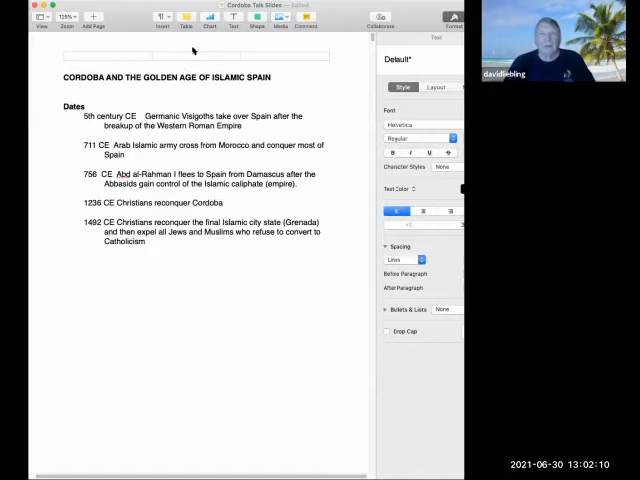 Cordoba Talk Slides — Edited
125%
View
Zoom
Add Page
Insert
Table
Chart
Text
Shape
Media
Comment
Collaborate
Format
Text
CORDOBA AND THE GOLDEN AGE OF ISLAMIC SPAIN
Dates
5th century CE Germanic Visigoths take over Spain after the
breakup of the Western Roman Empire
711 CE Arab Islamic army cross from Morocco and conquer most of
Spain
756 CE Abd al-Rahman I flees to Spain from Damascus after the
Abbasids gain control of the Islamic caliphate (empire).
1236 CE Christians reconquer Cordoba
1492 CE Christians reconquer the final Islamic city state (Grenada)
and then expel all Jews and Muslims who refuse to convert to
Catholicism
Default*
Style
Layout
Font
Helvetica
Regular
B I U S
Character Styles
None
Text Color
Spacing
Lines
Before Paragraph
After Paragraph
Bullets & Lists
None
Drop Cap
davidliebling
2021-06-30 13:02:10